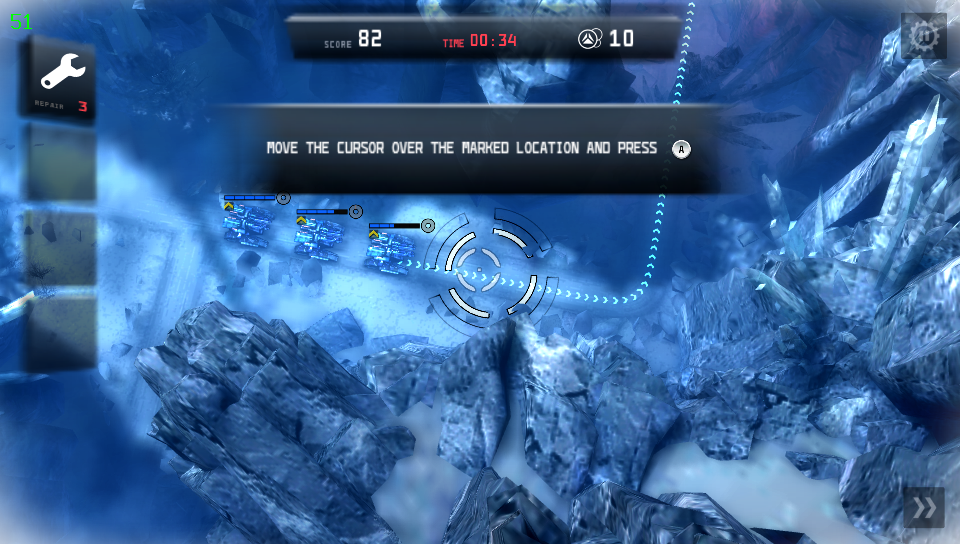 51
SCORE 82
TIME 00:34
10
REPAIR 3
MOVE THE CURSOR OVER THE MARKED LOCATION AND PRESS A